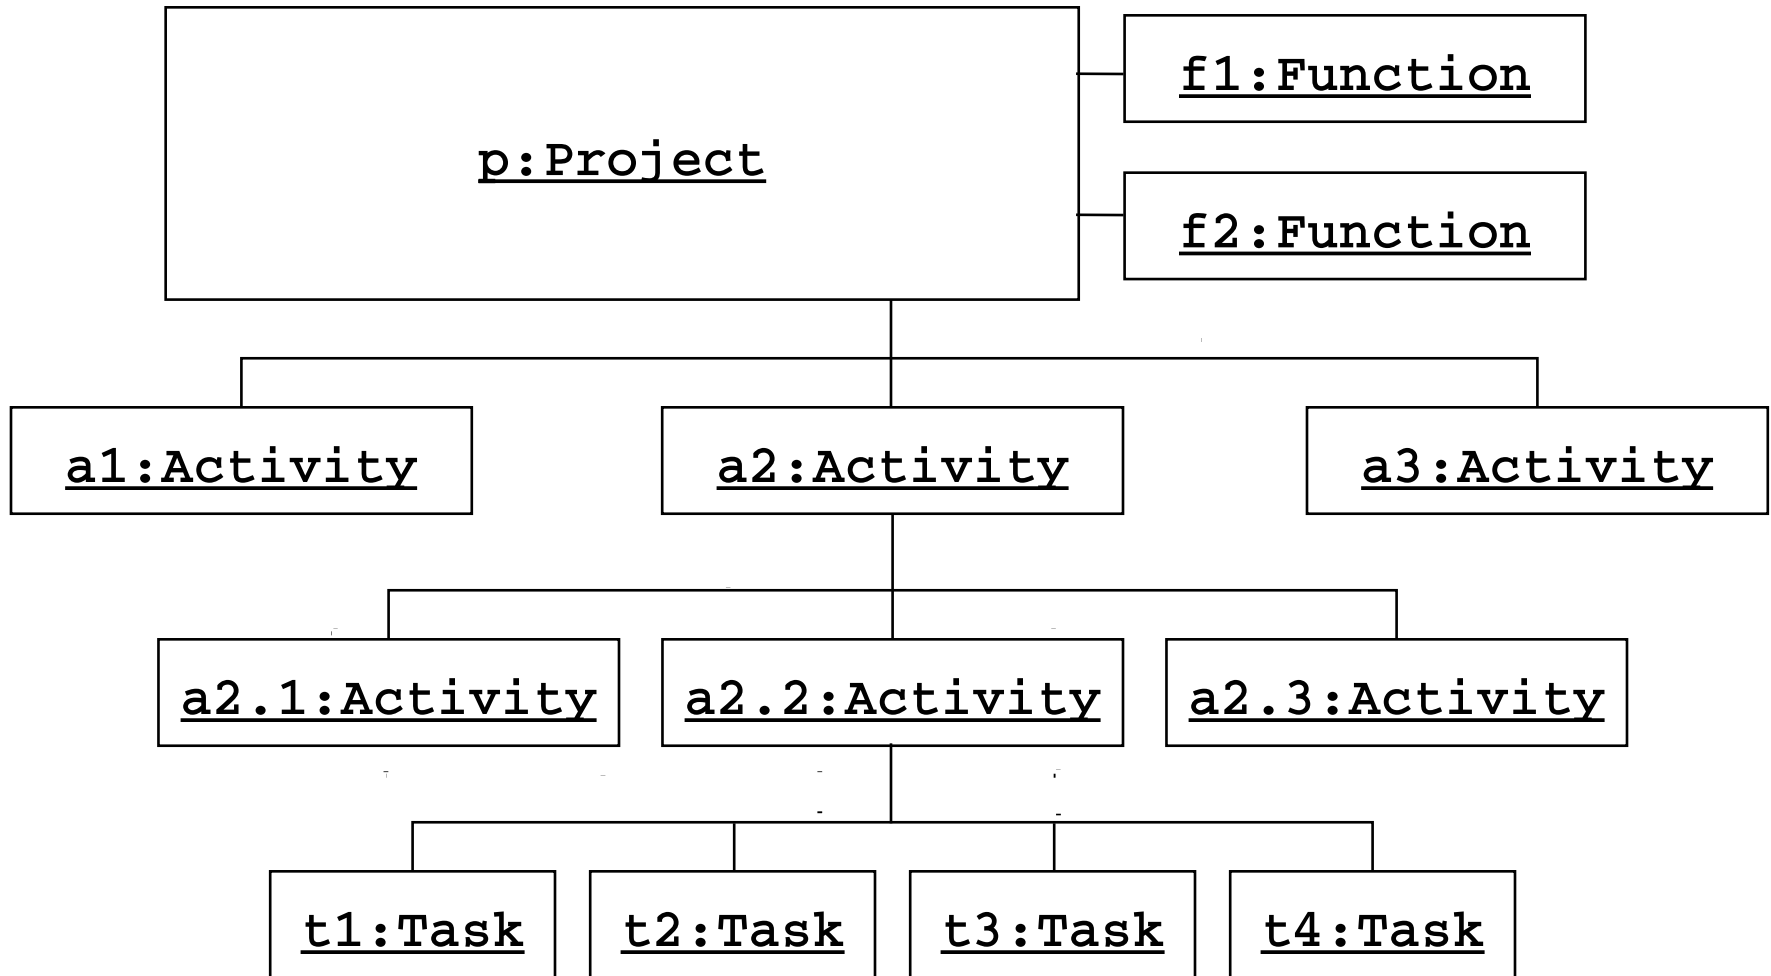 p:Project
f1:Function
f2:Function
a1:Activity
a2:Activity
a3:Activity
a2.1:Activity
a2.2:Activity
a2.3:Activity
t1:Task
t2:Task
t3:Task
t4:Task